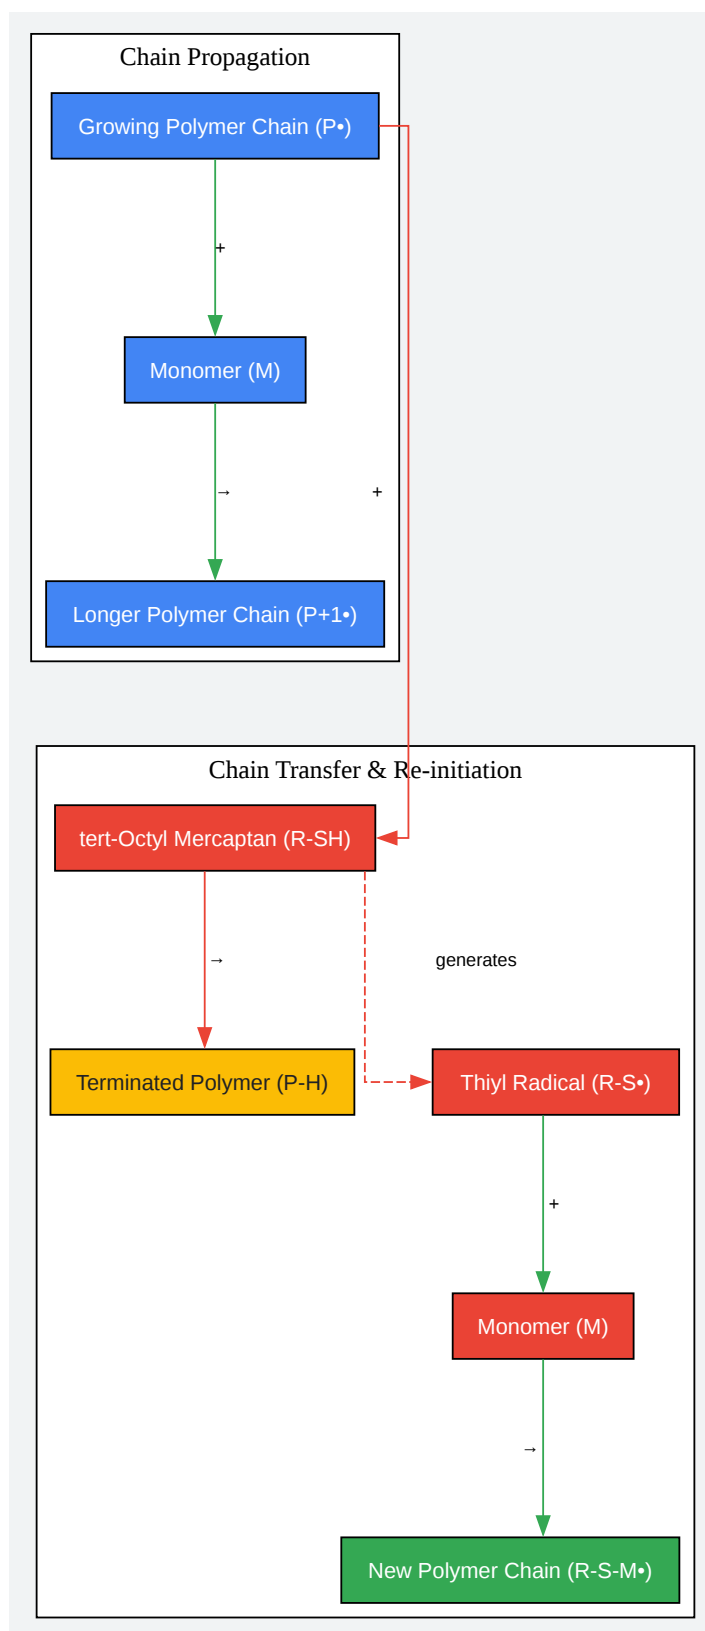 Chain Propagation
Growing Polymer Chain (P•)
+
Monomer (M)
→
+
Longer Polymer Chain (P+1•)
Chain Transfer & Re-initiation
tert-Octyl Mercaptan (R-SH)
→
generates
Terminated Polymer (P-H)
Thiyl Radical (R-S•)
+
Monomer (M)
→
New Polymer Chain (R-S-M•)